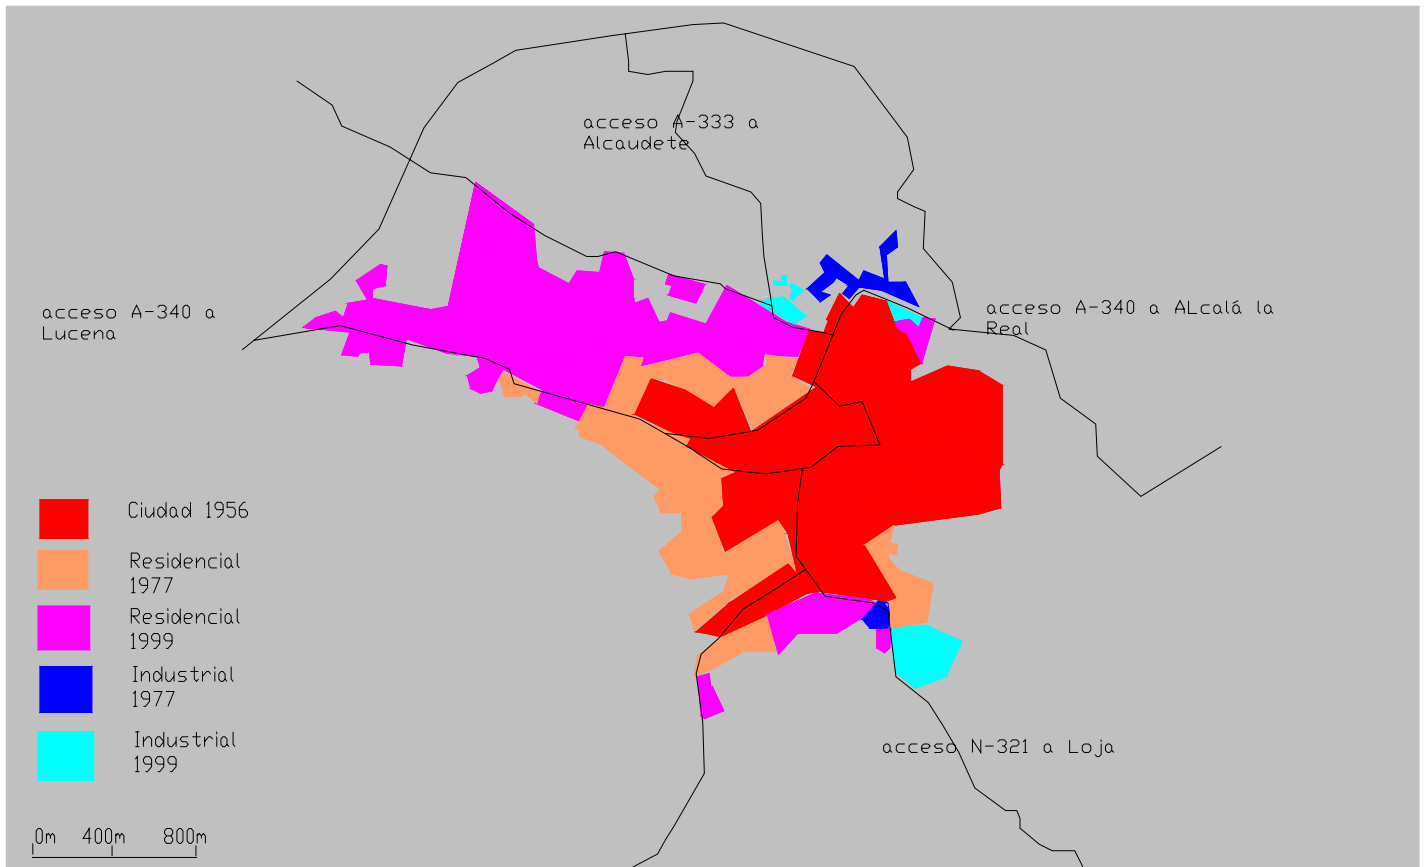 acceso A-333 a
Alcaudete
acceso A-340 a
Lucena
acceso A-340 a ALcalá la
Real
Ciudad 1956
Residencial
1977
Residencial
1999
Industrial
1977
Industrial
1999
acceso N-321 a Loja
0m 400m 800m